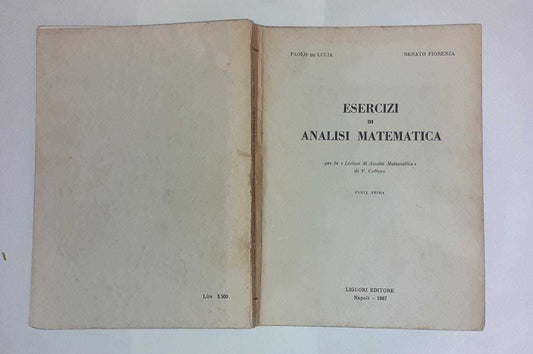 PAOLO DE LUCIA RENATO FIORENZA
ESERCIZI
DI
ANALISI MATEMATICA
per le « Lezioni di Analisi Matematica »
di F. Cafiero
PARTE PRIMA
LIGUORI EDITORE
Napoli - 1967
Lire 3.500